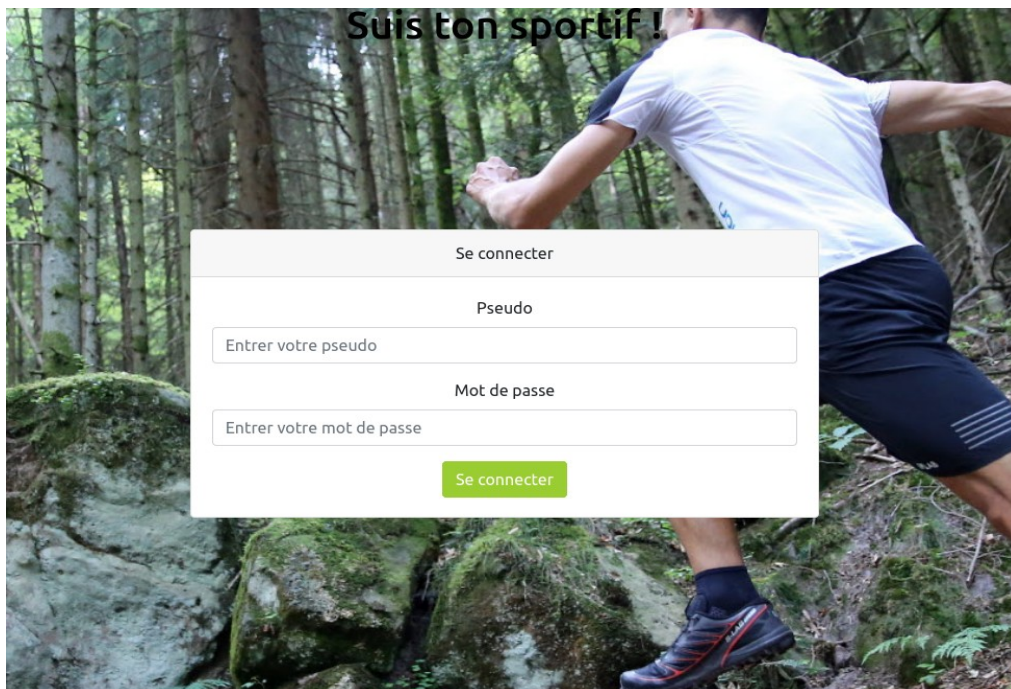 Suis ton sportif !
Se connecter
Pseudo
Entrer votre pseudo
Mot de passe
Entrer votre mot de passe
Se connecter